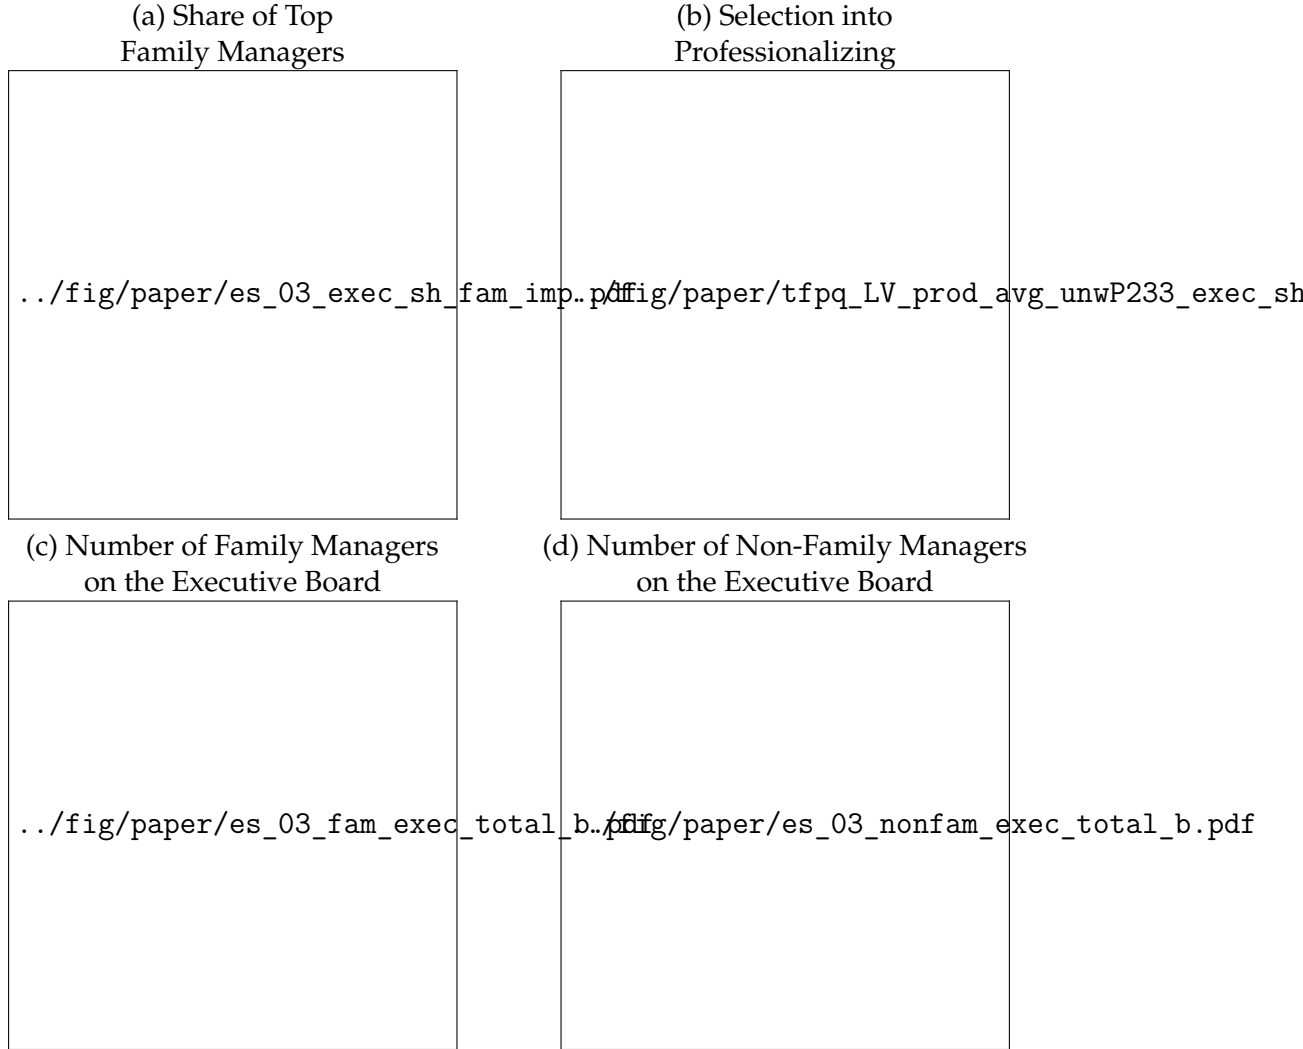 (a) Share of Top
Family Managers
(b) Selection into
Professionalizing
../fig/paper/es_03_exec_sh_fam_imp.pdf
../fig/paper/tfpq_LV_prod_avg_unwP233_exec_sh
(c) Number of Family Managers
on the Executive Board
(d) Number of Non-Family Managers
on the Executive Board
../fig/paper/es_03_fam_exec_total_b.pdf
../fig/paper/es_03_nonfam_exec_total_b.pdf